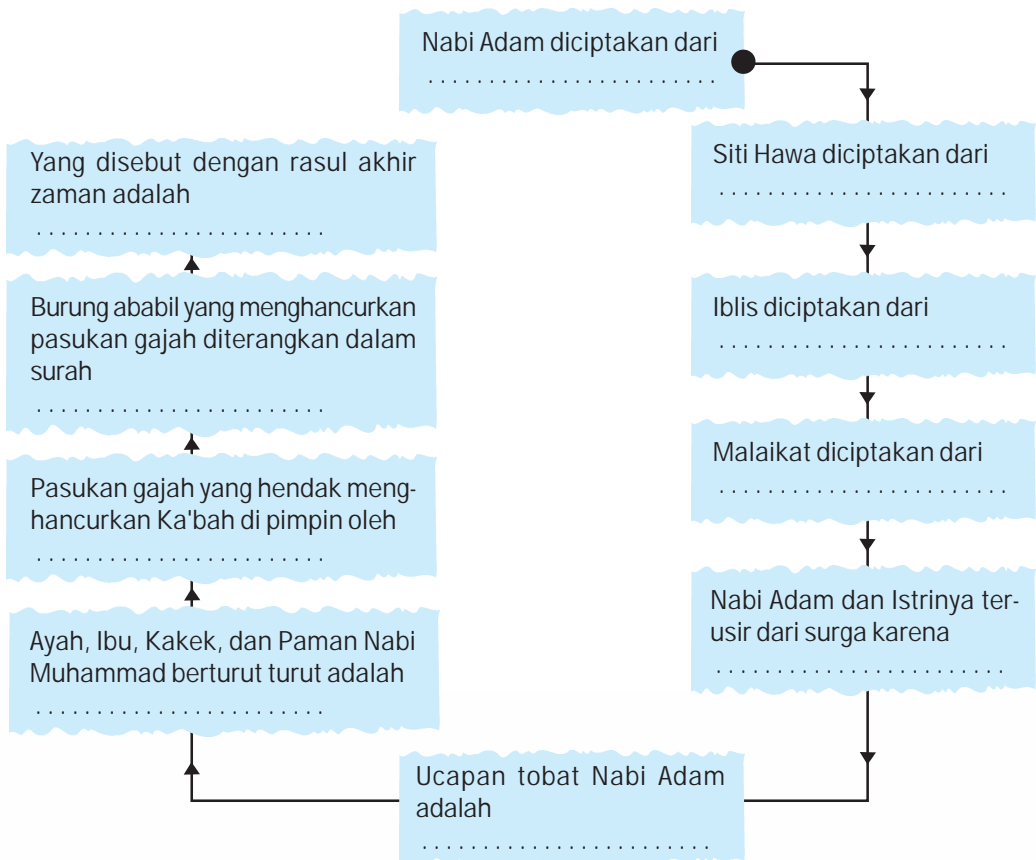 Nabi Adam diciptakan dari
. . . . . . . . . . . . . . . . . . . . . . . .
Siti Hawa diciptakan dari
. . . . . . . . . . . . . . . . . . . . . . . .
Iblis diciptakan dari
. . . . . . . . . . . . . . . . . . . . . . . .
Malaikat diciptakan dari
. . . . . . . . . . . . . . . . . . . . . . . .
Nabi Adam dan Istrinya ter-
usir dari surga karena
. . . . . . . . . . . . . . . . . . . . . . . .
Ucapan tobat Nabi Adam
adalah
. . . . . . . . . . . . . . . . . . . . . . . .
Ayah, Ibu, Kakek, dan Paman Nabi
Muhammad berturut turut adalah
. . . . . . . . . . . . . . . . . . . . . . . .
Pasukan gajah yang hendak meng-
hancurkan Ka'bah di pimpin oleh
. . . . . . . . . . . . . . . . . . . . . . . .
Burung ababil yang menghancurkan
pasukan gajah diterangkan dalam
surah
. . . . . . . . . . . . . . . . . . . . . . . .
Yang disebut dengan rasul akhir
zaman adalah
. . . . . . . . . . . . . . . . . . . . . . . .